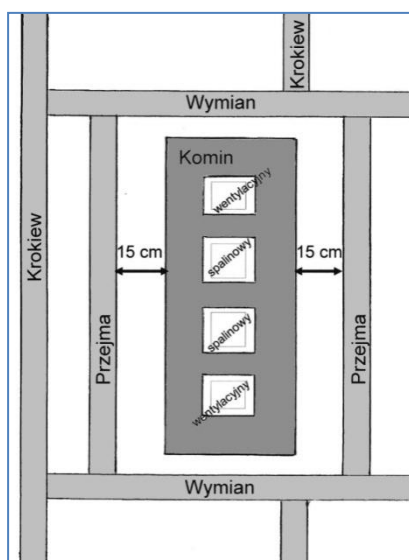 Krokiew
Wymian
Komin
wentylacyjny
15 cm
spalinowy
15 cm
Krokiew
Przejma
spalinowy
Przejma
wentylacyjny
Wymian